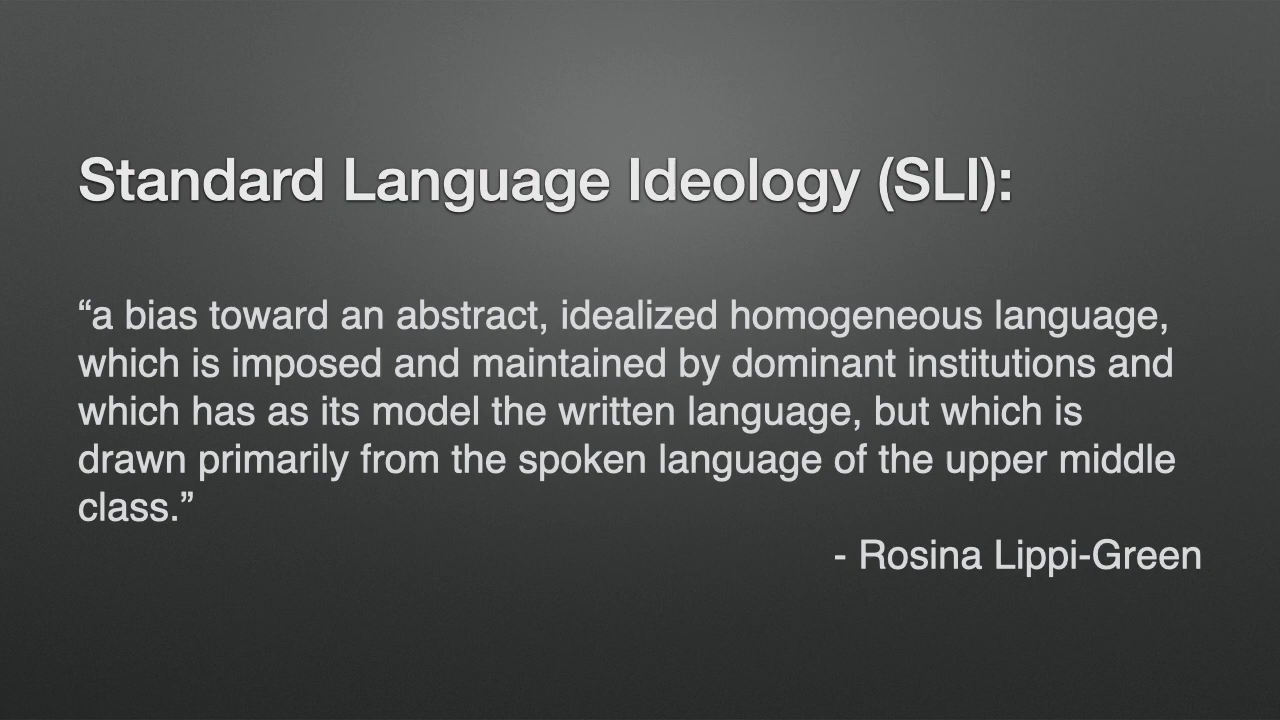 Standard Language Ideology (SLI):
“a bias toward an abstract, idealized homogeneous language,
which is imposed and maintained by dominant institutions and
which has as its model the written language, but which is
drawn primarily from the spoken language of the upper middle
class.”
- Rosina Lippi-Green